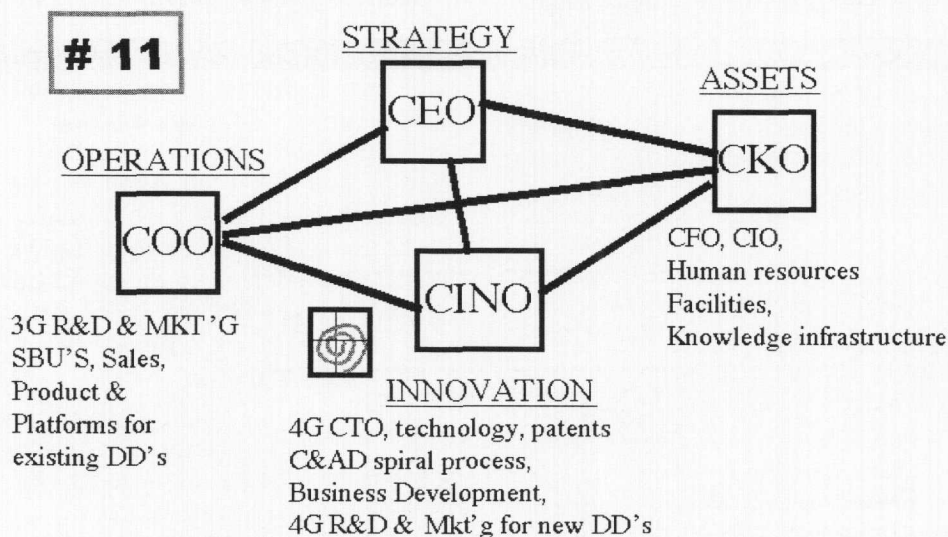 # 11
STRATEGY
CEO
ASSETS
CKO
OPERATIONS
COO
CFO, CIO,
Human resources
Facilities,
Knowledge infrastructure
CINO
3G R&D & MKT'G
SBU'S, Sales,
Product &
Platforms for
existing DD's
INNOVATION
4G CTO, technology, patents
C&AD spiral process,
Business Development,
4G R&D & Mkt'g for new DD's